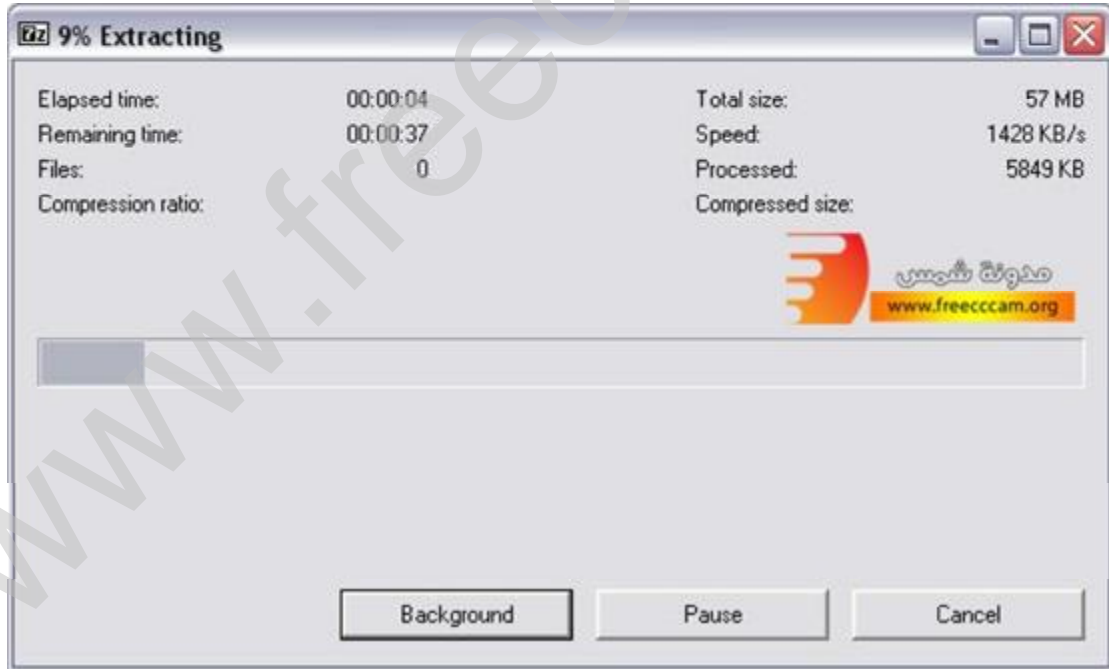 7z 9% Extracting
Elapsed time: 00:00:04 Total size: 57 MB
Remaining time: 00:00:37 Speed: 1428 KB/s
Files: 0 Processed: 5849 KB
Compression ratio: Compressed size:
مدونة شمس
www.freecccam.org
Background Pause Cancel
www.freec